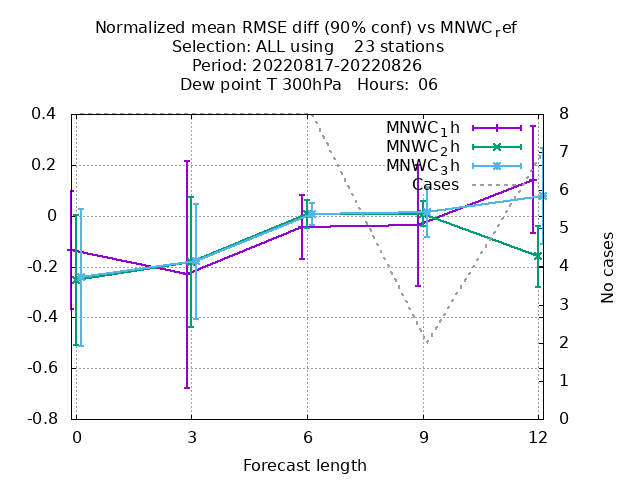 Normalized mean RMSE diff (90% conf) vs MNWC_ref
Selection: ALL using    23 stations
Period: 20220817-20220826
Dew point T 300hPa   Hours:  06
MNWC_1h
MNWC_2h
MNWC_3h
Cases
0.4
0.2
0
-0.2
-0.4
-0.6
-0.8
8
7
6
5
4
3
2
1
0
No cases
0 3 6 9 12
Forecast length